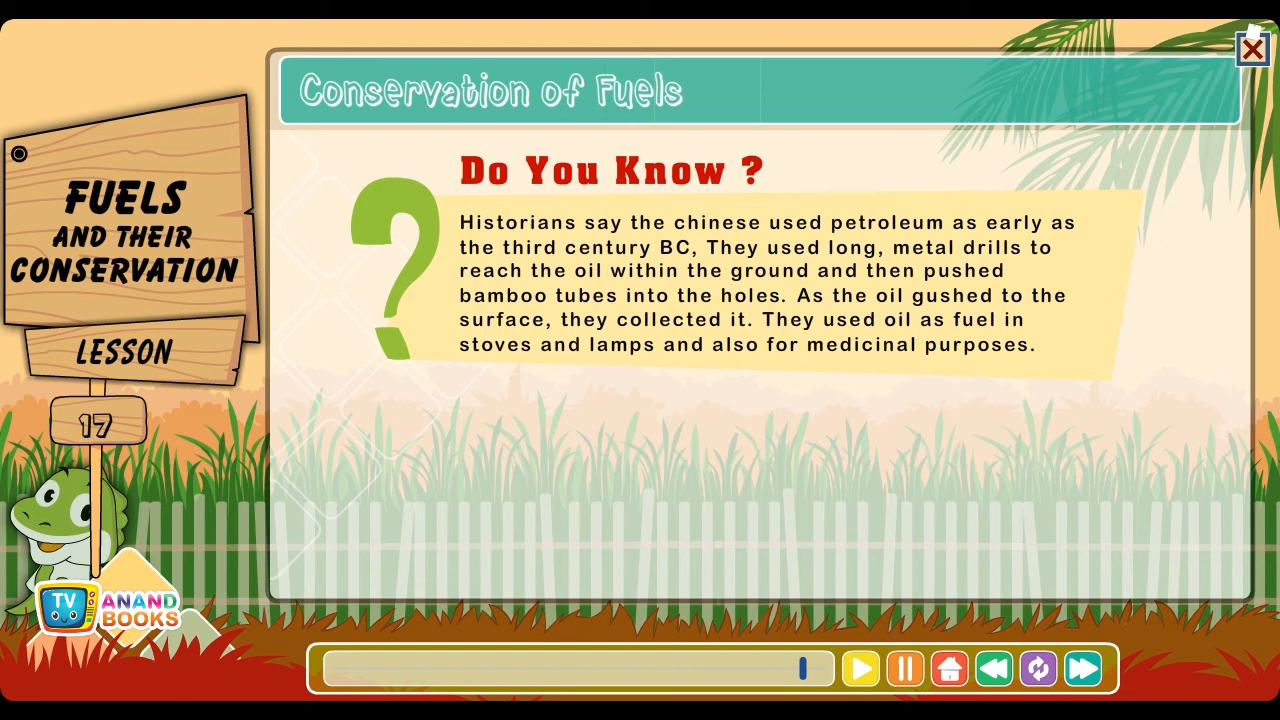 Conservation of Fuels
FUELS
AND THEIR
CONSERVATION
LESSON
17
Do You Know ?
?
Historians say the chinese used petroleum as early as
the third century BC, They used long, metal drills to
reach the oil within the ground and then pushed
bamboo tubes into the holes. As the oil gushed to the
surface, they collected it. They used oil as fuel in
stoves and lamps and also for medicinal purposes.
TV
ANAND
BOOKS